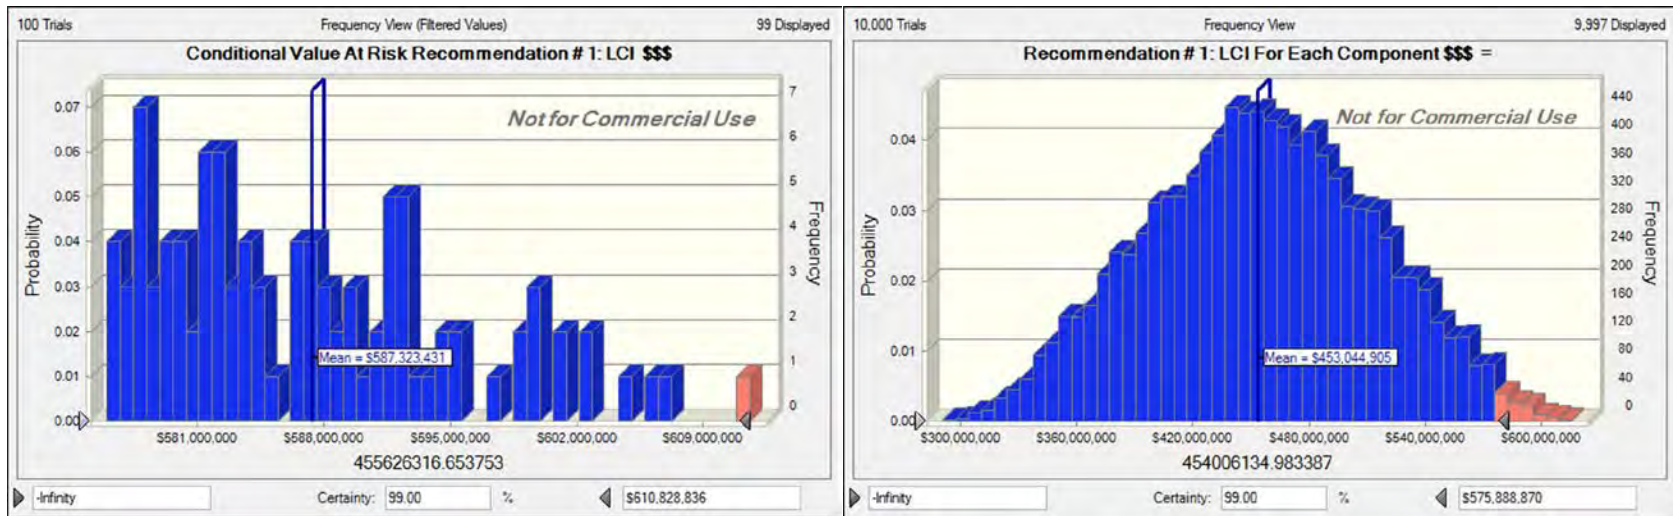 100 Trials Frequency View (Filtered Values) 99 Displayed
Conditional Value At Risk Recommendation # 1: LCI $$$
Not for Commercial Use
Probability
Frequency
0.07
0.06
0.05
0.04
0.03
0.02
0.01
0.00
7
6
5
4
3
2
1
0
Mean = $587,323,431
$581,000,000 $588,000,000 $595,000,000 $602,000,000 $609,000,000
455626316.653753
-Infinity Certainty: 99.00 % $610,828,836
10,000 Trials Frequency View 9,997 Displayed
Recommendation # 1: LCI For Each Component $$$ =
Not for Commercial Use
Probability
Frequency
0.04
0.03
0.02
0.01
0.00
440
400
360
320
280
240
200
160
120
80
40
0
Mean = $453,044,905
$300,000,000 $360,000,000 $420,000,000 $480,000,000 $540,000,000 $600,000,000
454006134.983387
-Infinity Certainty: 99.00 % $575,888,870